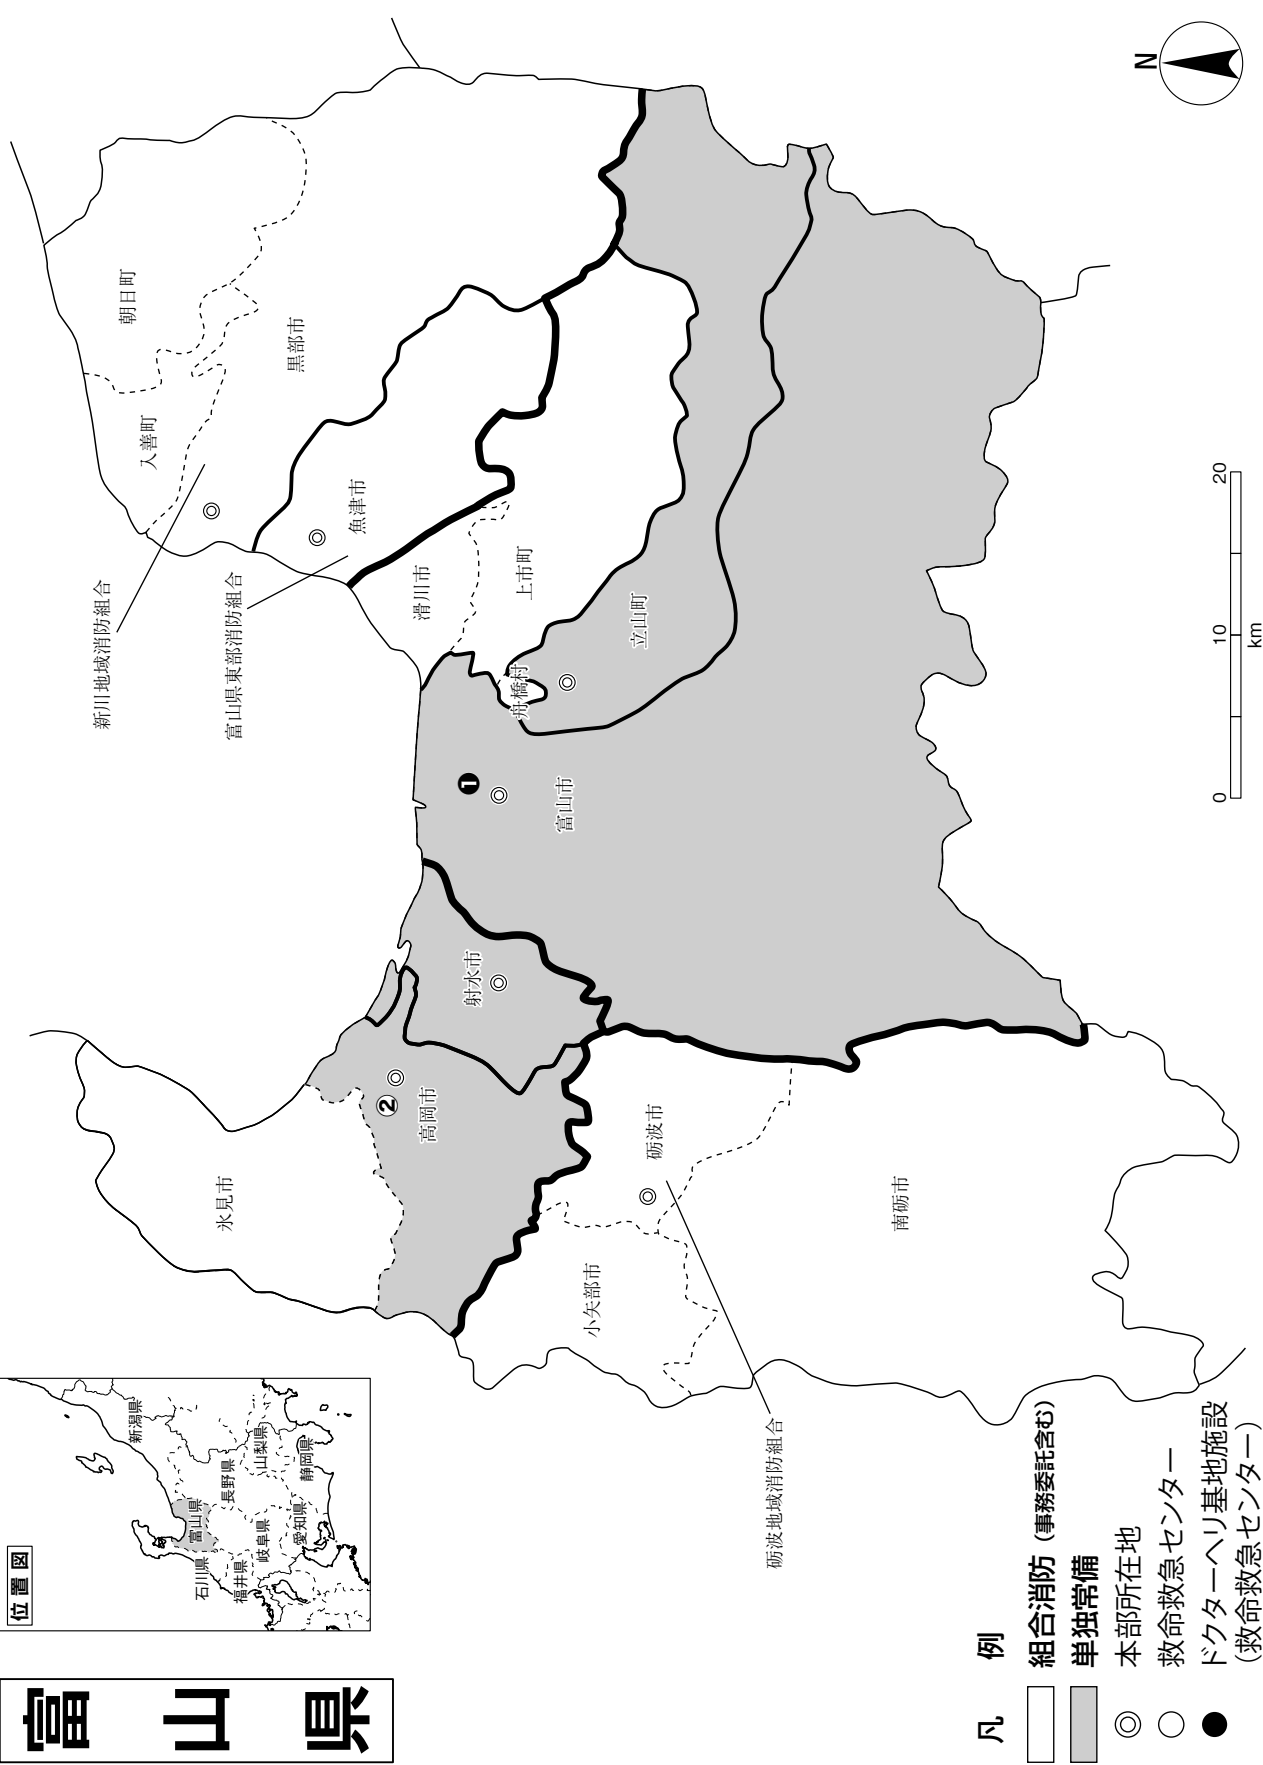 富山県
位置図
新潟県
富山県
石川県
長野県
福井県
岐阜県
山梨県
愛知県
静岡県
N
朝日町
入善町
黒部市
新川地域消防組合
魚津市
富山県東部消防組合
滑川市
上市町
舟橋村
立山町
❶
富山市
射水市
②
高岡市
氷見市
砺波市
小矢部市
南砺市
砺波地域消防組合
凡例
組合消防（事務委託含む）
単独常備
本部所在地
救命救急センター
ドクターヘリ基地施設
（救命救急センター）
0 10 20
km